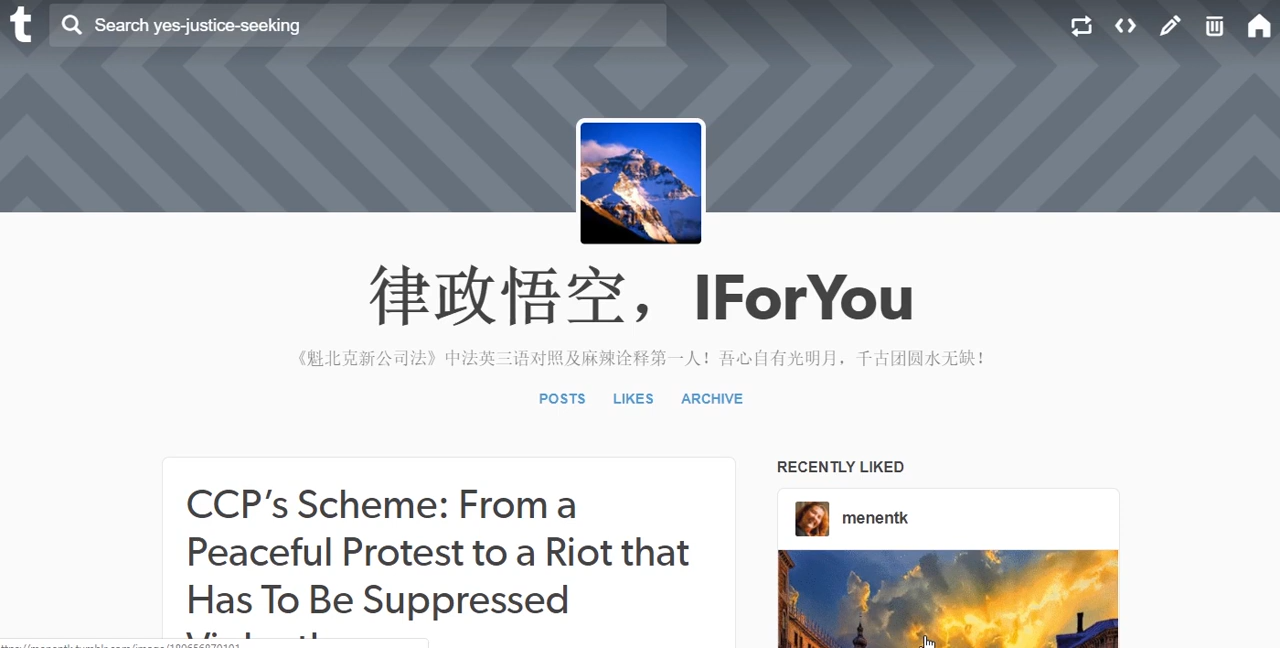 t Search yes-justice-seeking
律政悟空，IForYou
《魁北克新公司法》中法英三语对照及麻辣诠释第一人！吾心自有光明月，千古团圆水无缺！
POSTS LIKES ARCHIVE
CCP’s Scheme: From a
Peaceful Protest to a Riot that
Has To Be Suppressed
RECENTLY LIKED
menentk